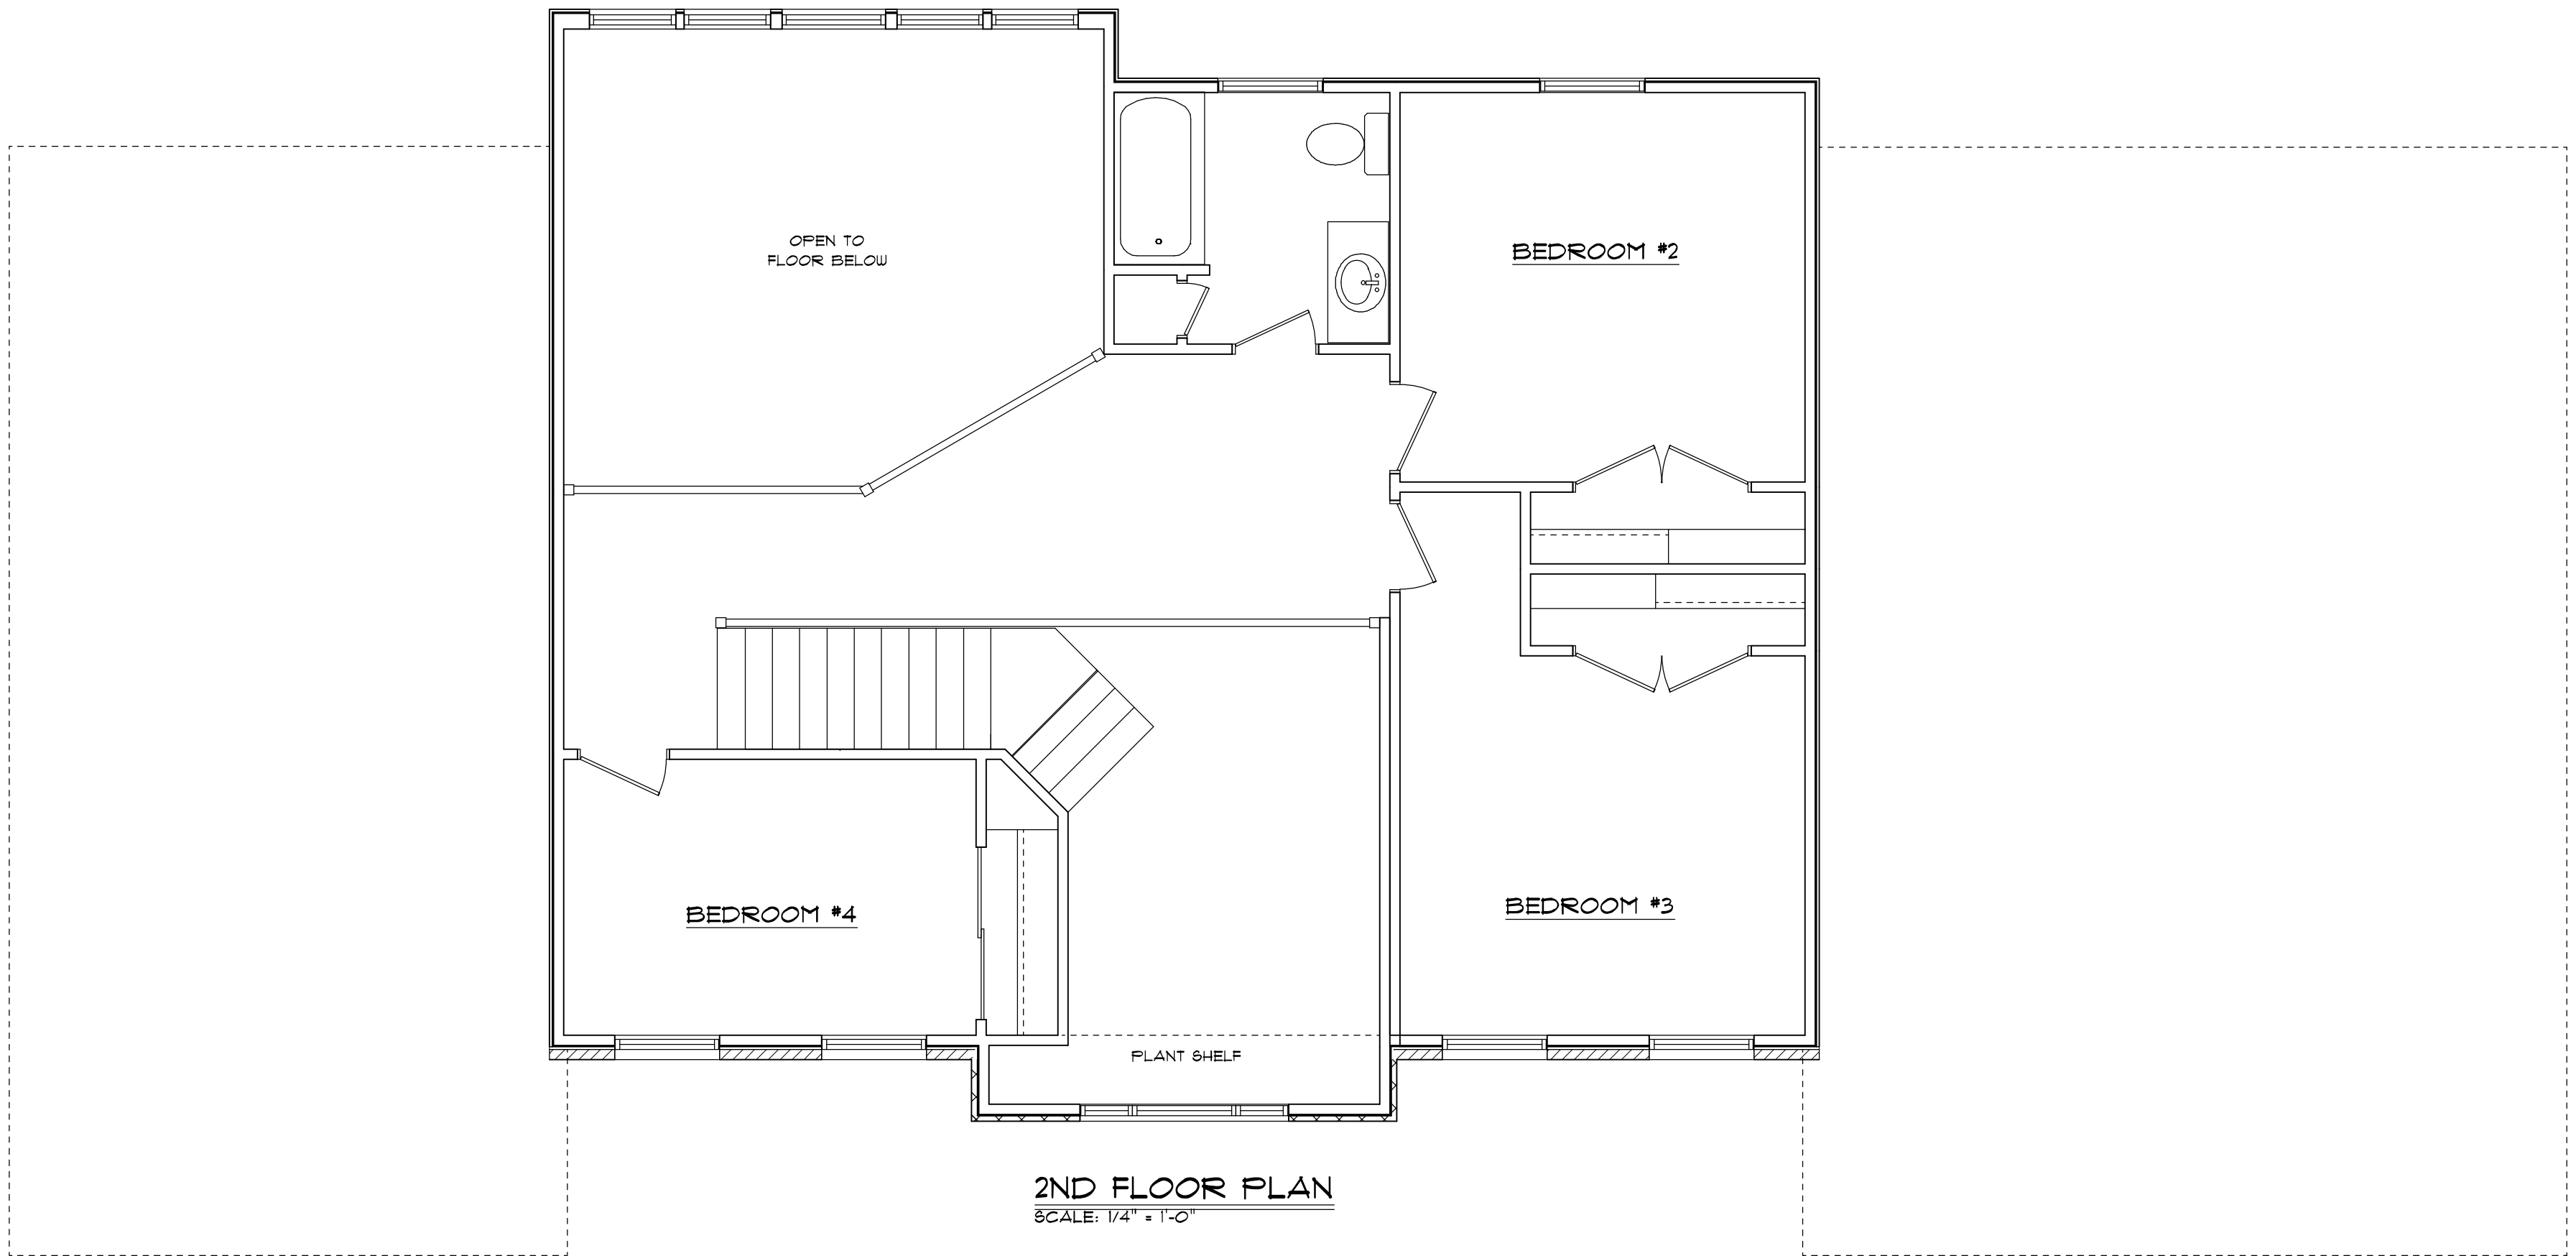 OPEN TO
FLOOR BELOW
BEDROOM #2
BEDROOM #4
BEDROOM #3
PLANT SHELF
2ND FLOOR PLAN
SCALE: 1/4" = 1'-0"